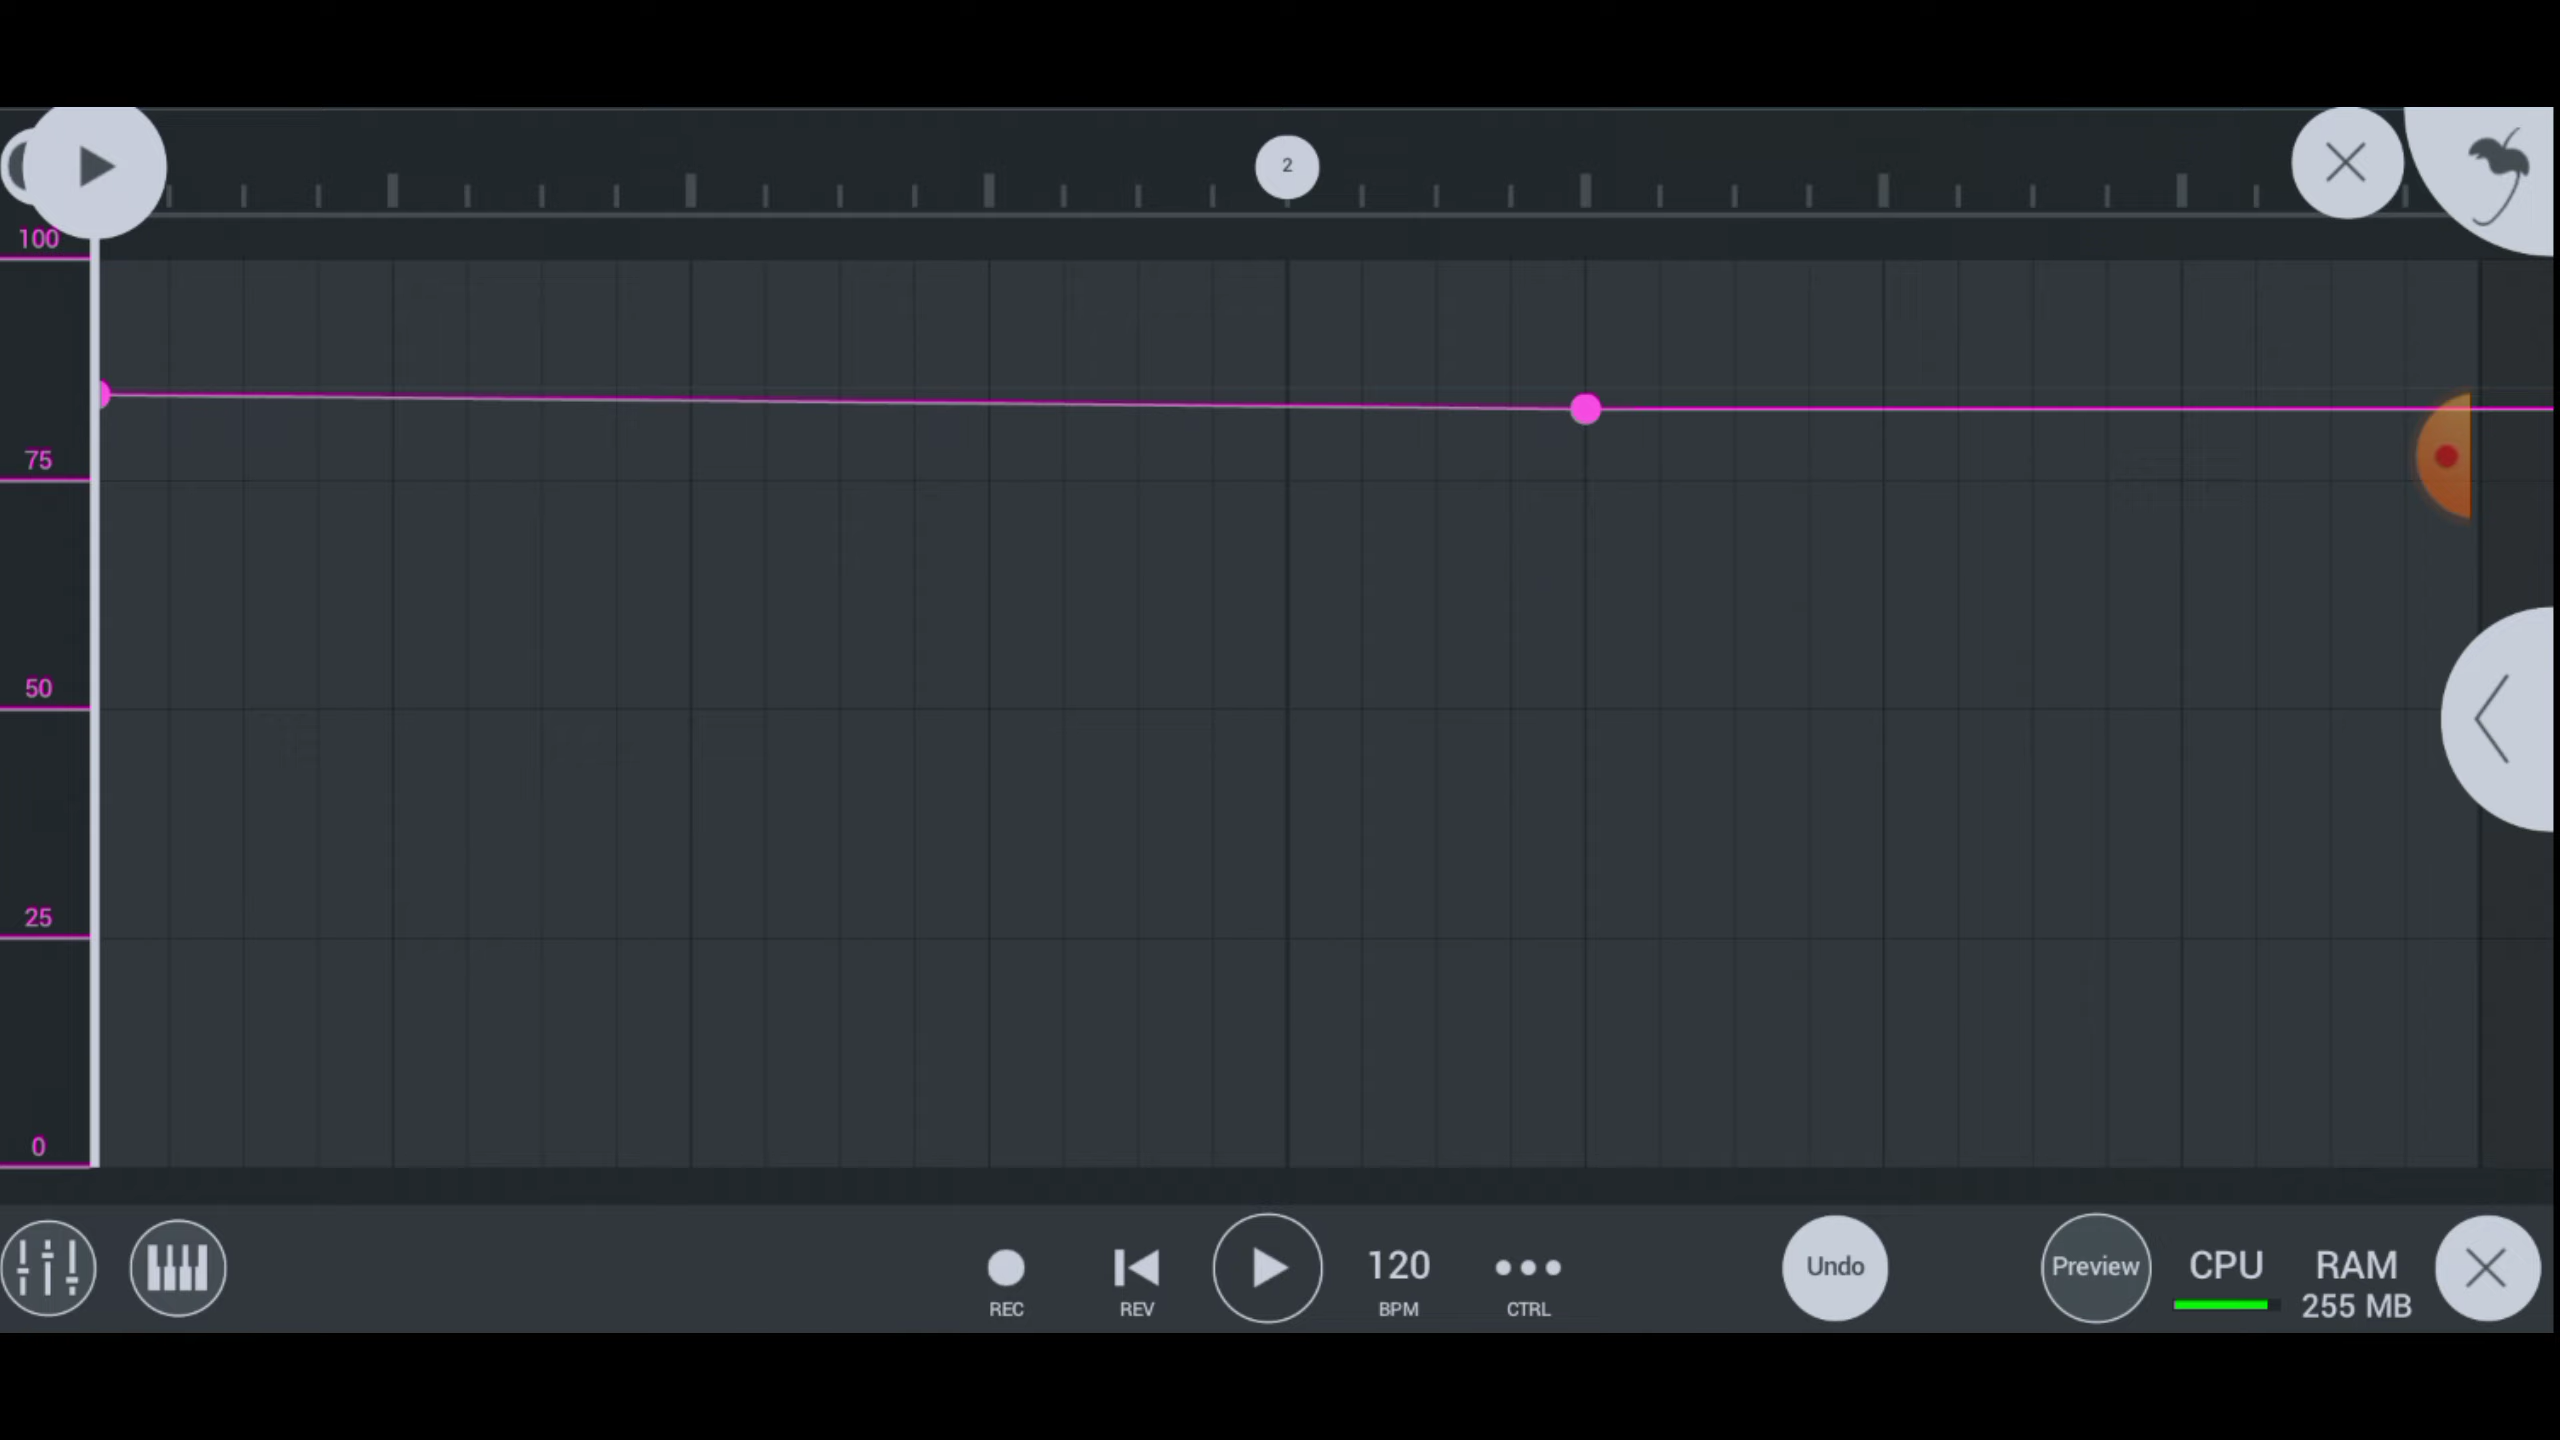 2
100
75
50
25
0
REC
REV
120
BPM
CTRL
Undo
Preview
CPU
RAM
255 MB